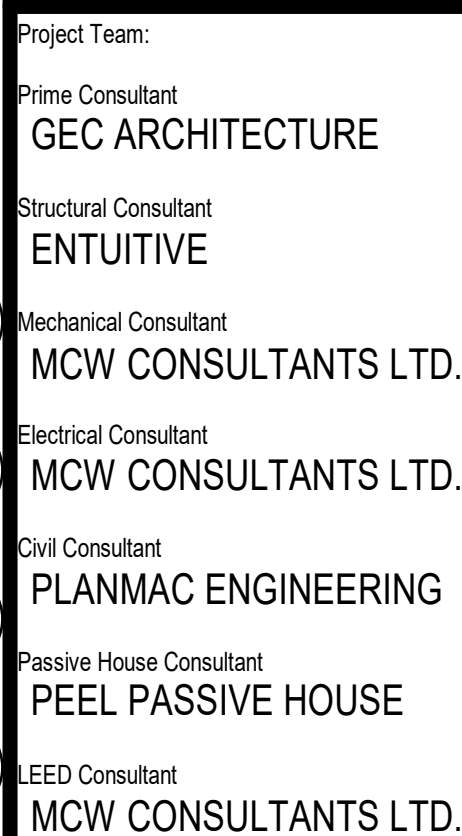 Project Team:
Prime Consultant
GEC ARCHITECTURE
Structural Consultant
ENTUITIVE
Mechanical Consultant
MCW CONSULTANTS LTD.
Electrical Consultant
MCW CONSULTANTS LTD.
Civil Consultant
PLANMAC ENGINEERING
Passive House Consultant
PEEL PASSIVE HOUSE
LEED Consultant
MCW CONSULTANTS LTD.